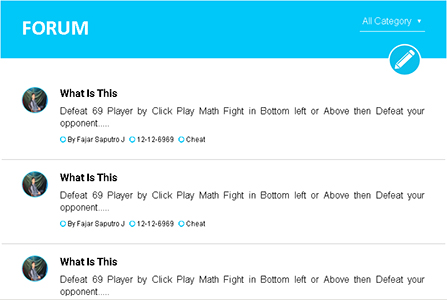 FORUM
All Category
What Is This
Defeat 69 Player by Click Play Math Fight in Bottom left or Above then Defeat your
opponent.....
By Fajar Saputro J 12-12-6969 Cheat
What Is This
Defeat 69 Player by Click Play Math Fight in Bottom left or Above then Defeat your
opponent.....
By Fajar Saputro J 12-12-6969 Cheat
What Is This
Defeat 69 Player by Click Play Math Fight in Bottom left or Above then Defeat your
opponent.....